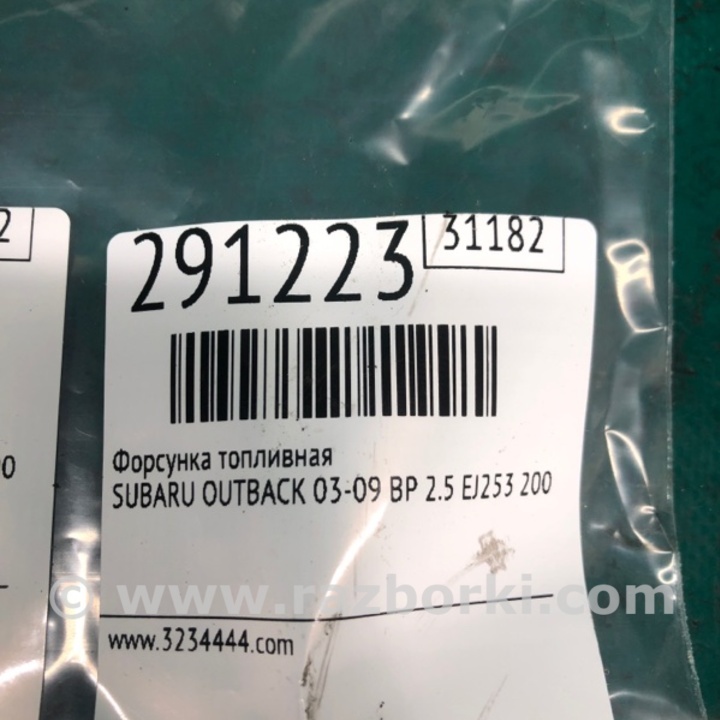 2
291223
31182
Форсунка топливная
SUBARU OUTBACK 03-09 BP 2.5 EJ253 200
© www.razborki.com
www.3234444.com